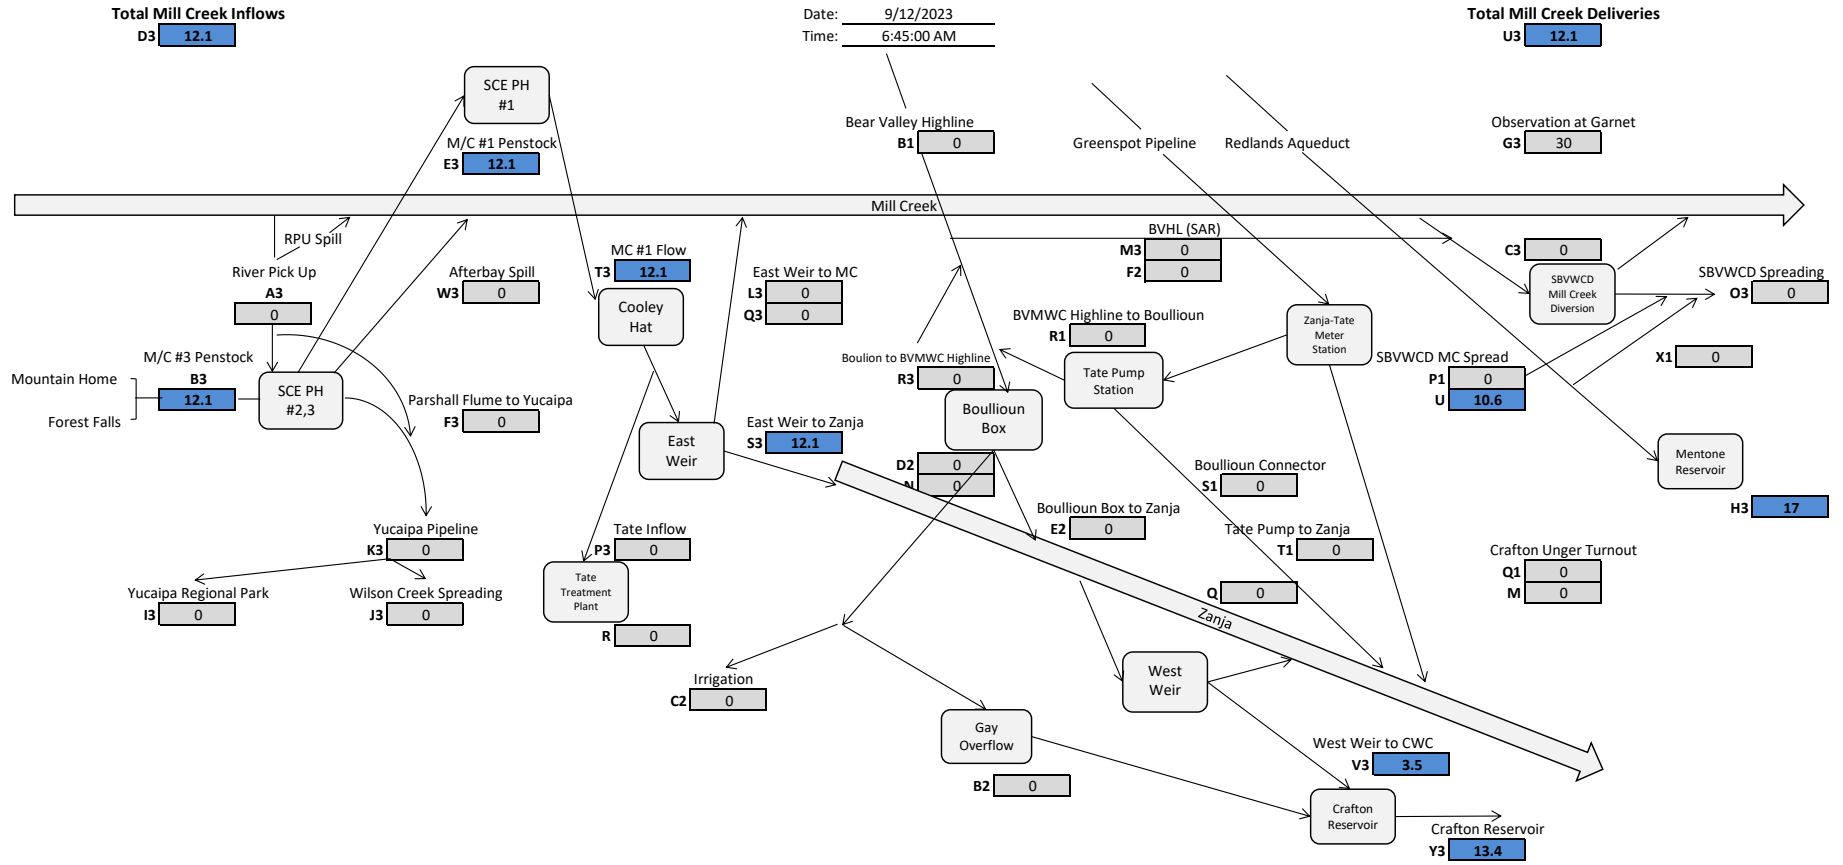 Total Mill Creek Inflows
D3 12.1
Date: 9/12/2023
Time: 6:45:00 AM
Total Mill Creek Deliveries
U3 12.1
SCE PH
#1
M/C #1 Penstock
E3 12.1
Bear Valley Highline
B1 0
Greenspot Pipeline
Redlands Aqueduct
Observation at Garnet
G3 30
Mill Creek
RPU Spill
River Pick Up
A3
0
Afterbay Spill
W3 0
MC #1 Flow
T3 12.1
Cooley
Hat
East Weir to MC
L3 0
Q3 0
BVHL (SAR)
M3 0
F2 0
C3 0
SBVWCD
Mill Creek
Diversion
SBVWCD Spreading
O3 0
BVMWC Highline to Boullioun
R1 0
Zanja-Tate
Meter
Station
M/C #3 Penstock
B3
12.1
Mountain Home
Forest Falls
SCE PH
#2,3
Parshall Flume to Yucaipa
F3 0
Boulion to BVMWC Highline
R3 0
Tate Pump
Station
SBVWCD MC Spread
P1 0
U 10.6
X1 0
Boullioun
Box
East
Weir
East Weir to Zanja
S3 12.1
D2 0
N 0
Boullioun Connector
S1 0
Mentone
Reservoir
H3 17
Boullioun Box to Zanja
E2 0
Yucaipa Pipeline
K3 0
Tate Inflow
P3 0
Tate Pump to Zanja
T1 0
Crafton Unger Turnout
Q1 0
M 0
Yucaipa Regional Park
I3 0
Wilson Creek Spreading
J3 0
Tate
Treatment
Plant
R 0
Q 0
Zanja
Irrigation
C2 0
West
Weir
Gay
Overflow
B2 0
West Weir to CWC
V3 3.5
Crafton
Reservoir
Crafton Reservoir
Y3 13.4